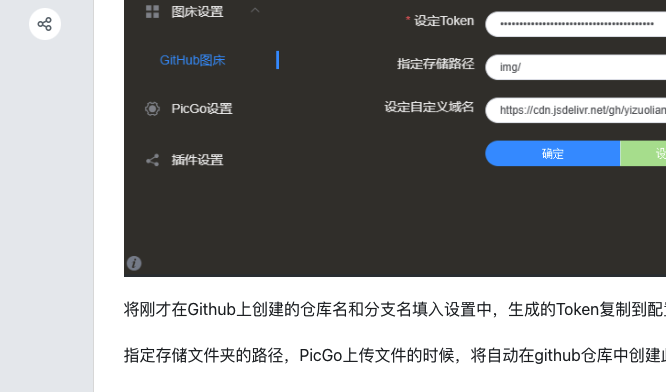 图床设置
* 设定Token
••••••••••••••••••••••••••••••••••••••••
GitHub图床
指定存储路径
img/
PicGo设置
设定自定义域名
https://cdn.jsdelivr.net/gh/yizuolian
插件设置
确定
设
将刚才在Github上创建的仓库名和分支名填入设置中，生成的Token复制到配
指定存储文件夹的路径，PicGo上传文件的时候，将自动在github仓库中创建